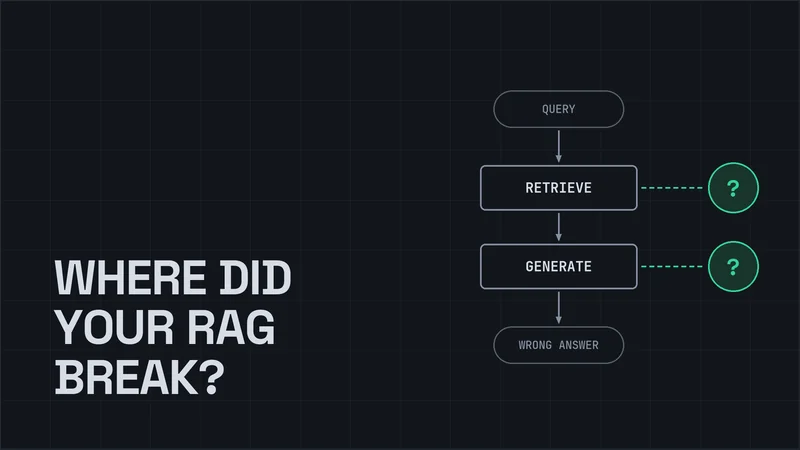 WHERE DID
YOUR RAG
BREAK?
QUERY
RETRIEVE
?
GENERATE
?
WRONG ANSWER